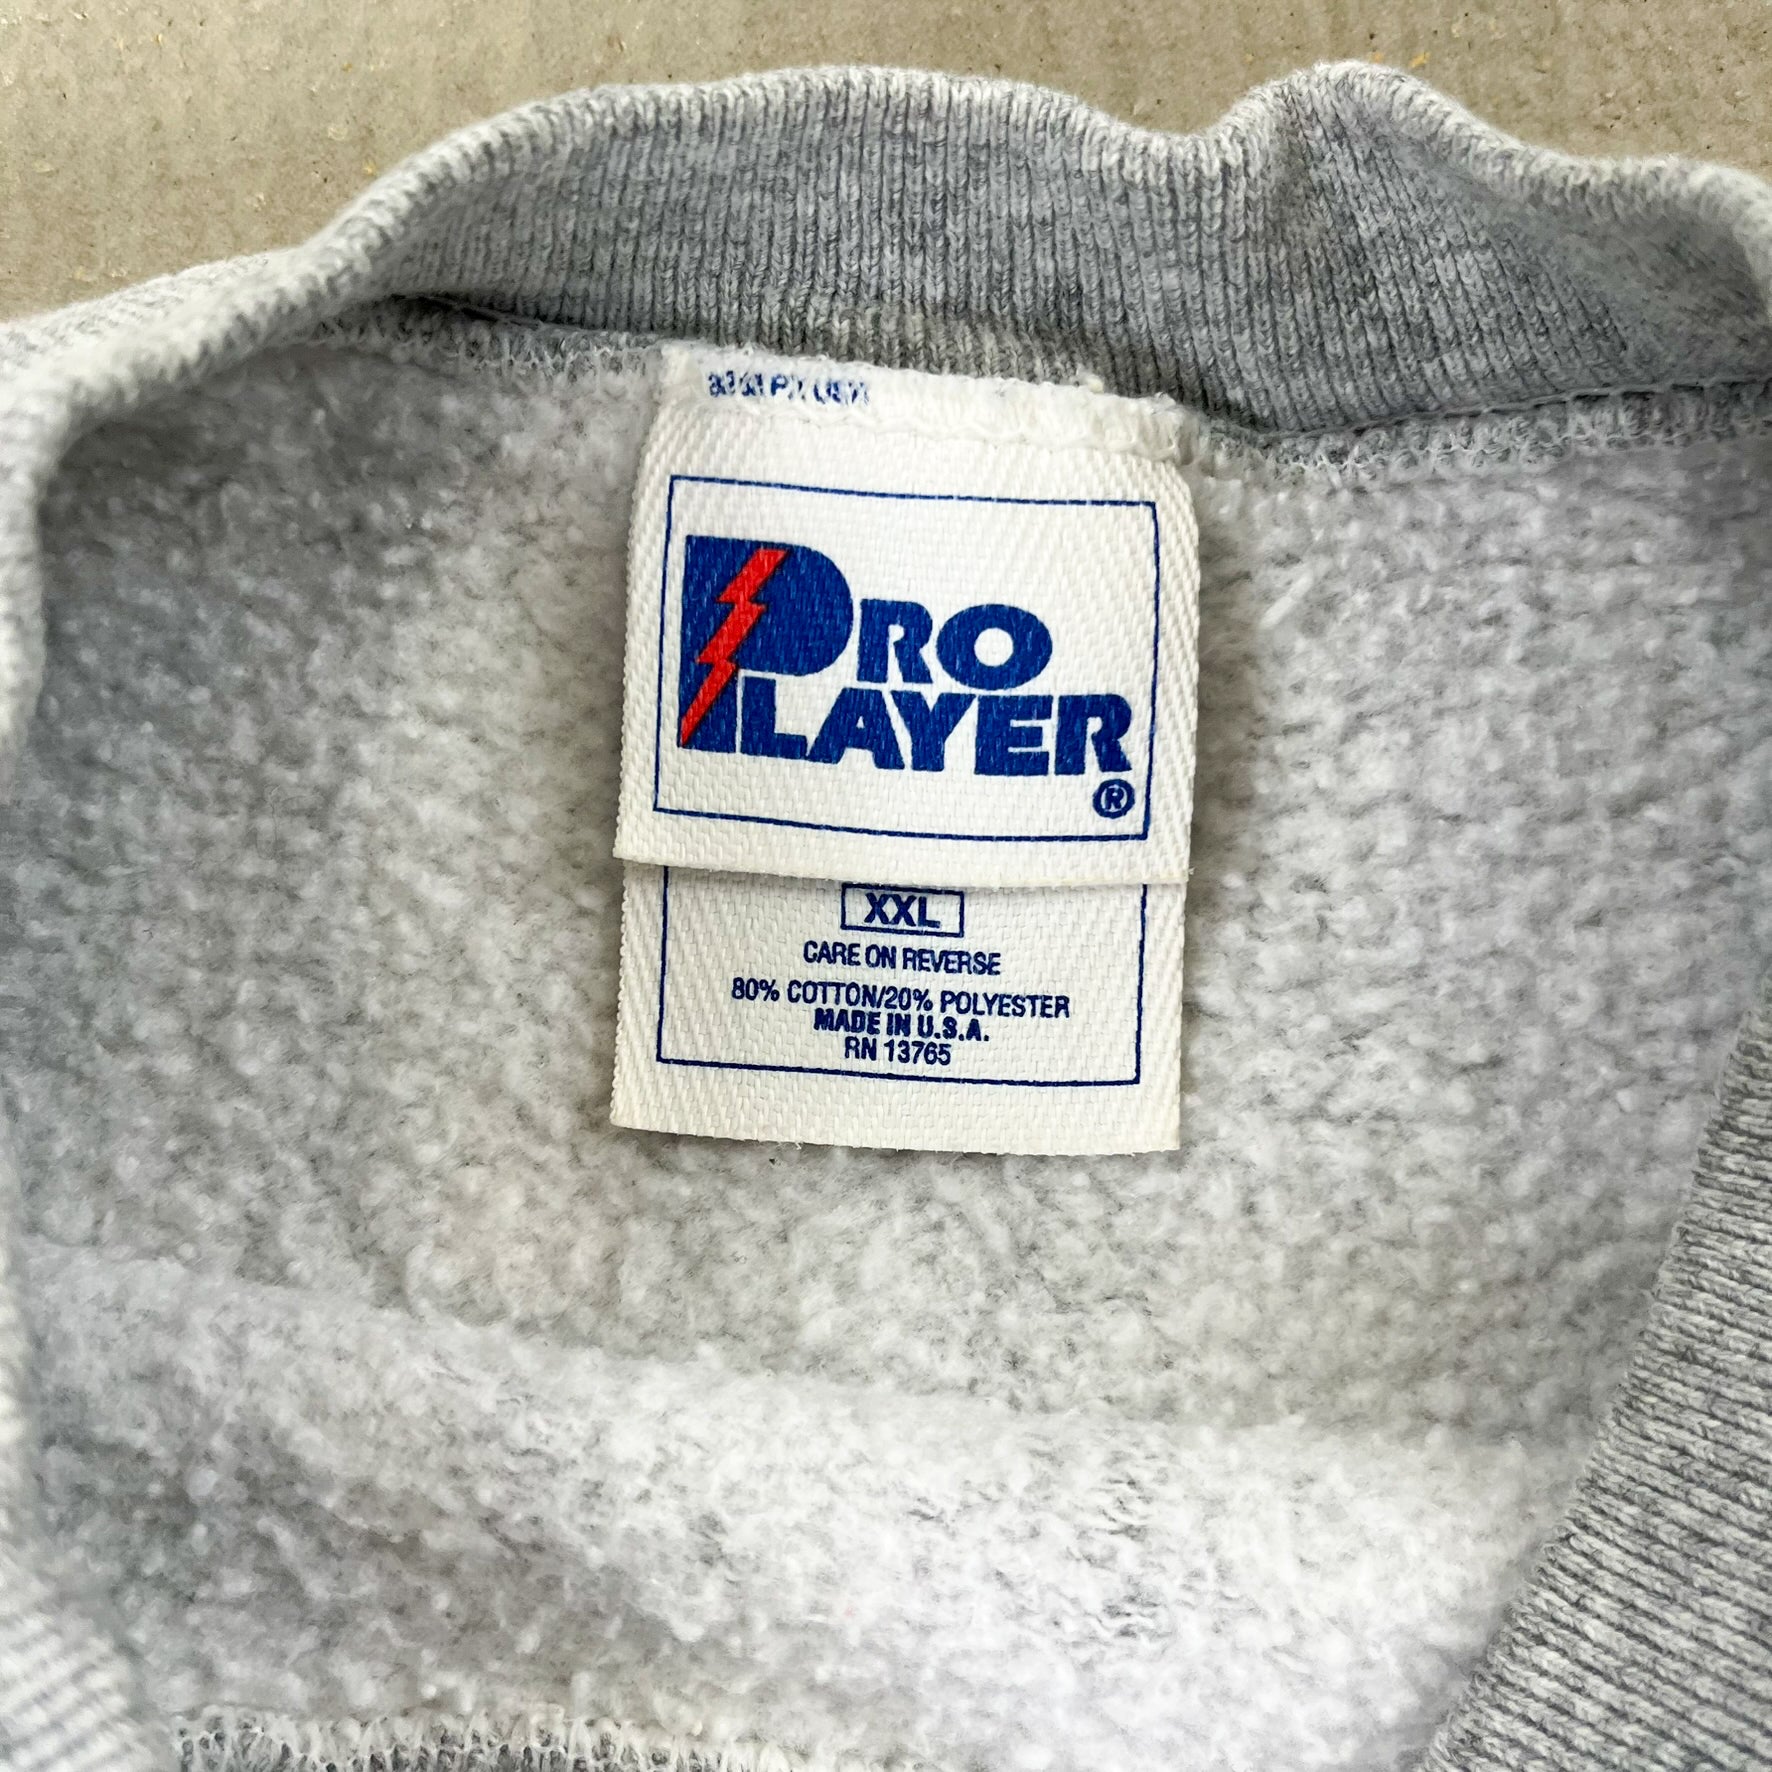 PRO
PLAYER
®
XXL
CARE ON REVERSE
80% COTTON/20% POLYESTER
MADE IN U.S.A.
RN 13765